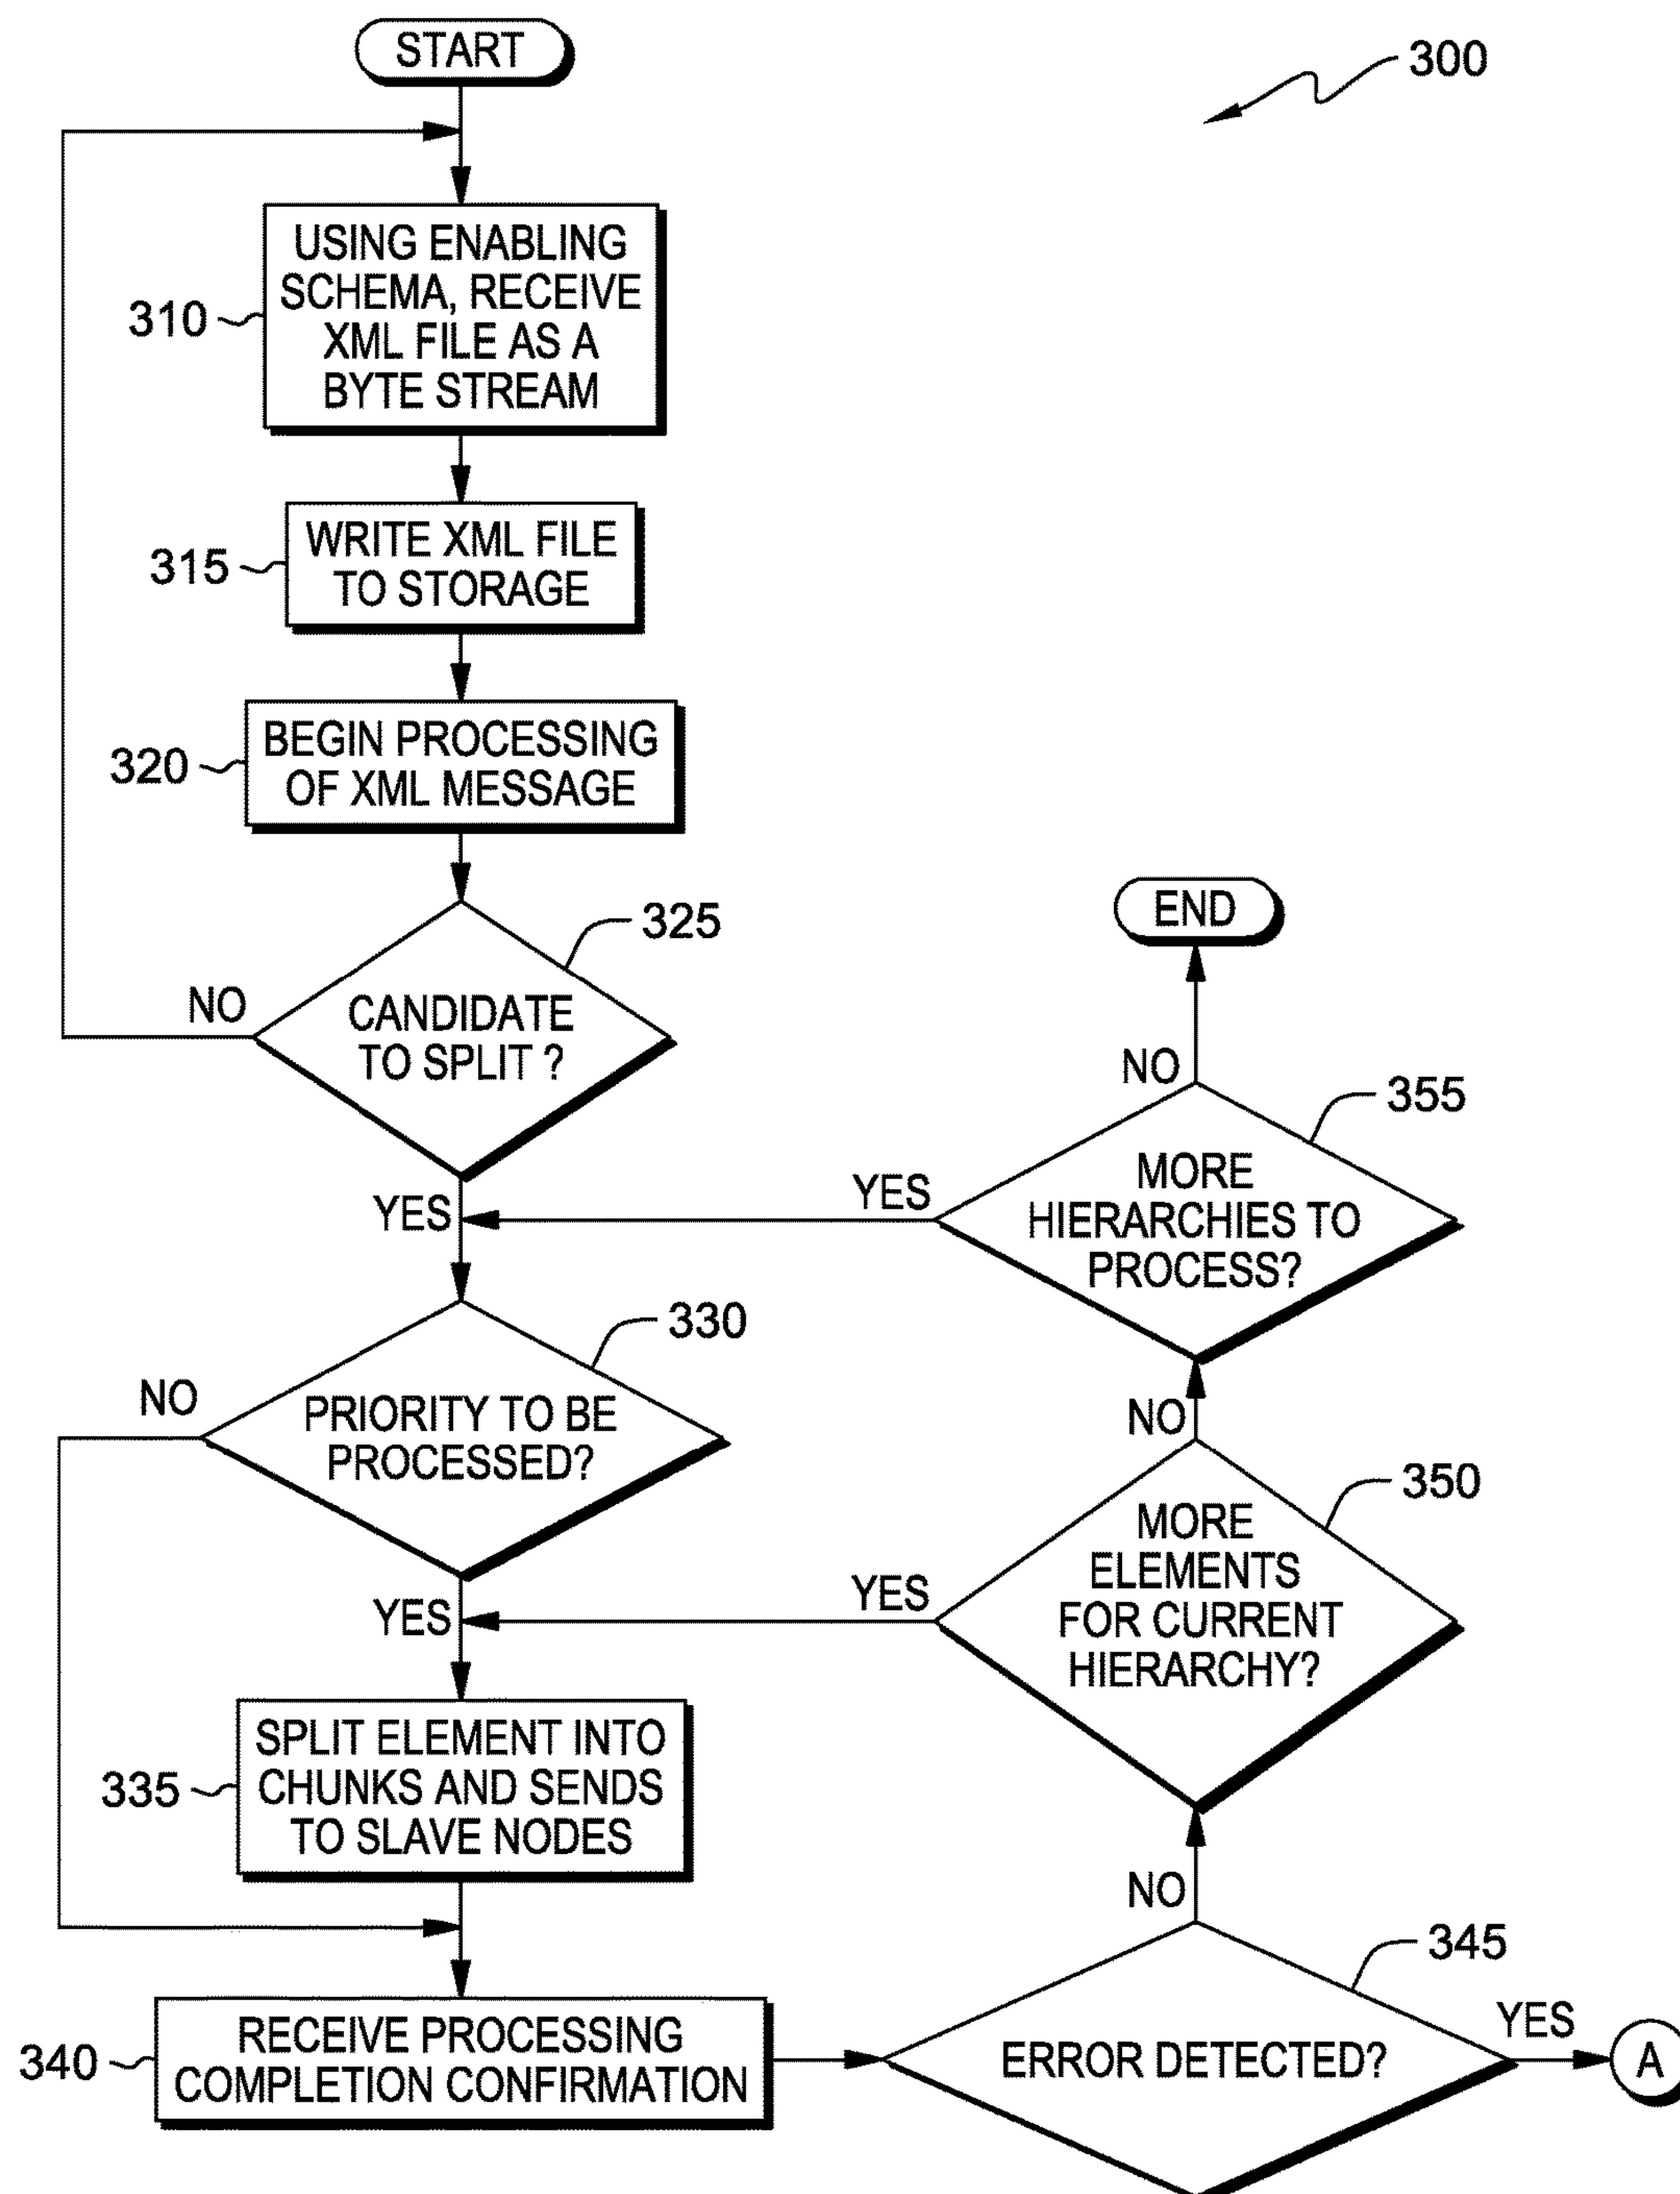 START
300
USING ENABLING
SCHEMA, RECEIVE
XML FILE AS A
BYTE STREAM
310
WRITE XML FILE
TO STORAGE
315
BEGIN PROCESSING
OF XML MESSAGE
320
325
CANDIDATE
TO SPLIT ?
NO
YES
330
PRIORITY TO BE
PROCESSED?
NO
YES
SPLIT ELEMENT INTO
CHUNKS AND SENDS
TO SLAVE NODES
335
RECEIVE PROCESSING
COMPLETION CONFIRMATION
340
END
NO
355
MORE
HIERARCHIES TO
PROCESS?
YES
NO
350
MORE
ELEMENTS
FOR CURRENT
HIERARCHY?
YES
NO
345
ERROR DETECTED?
YES
A